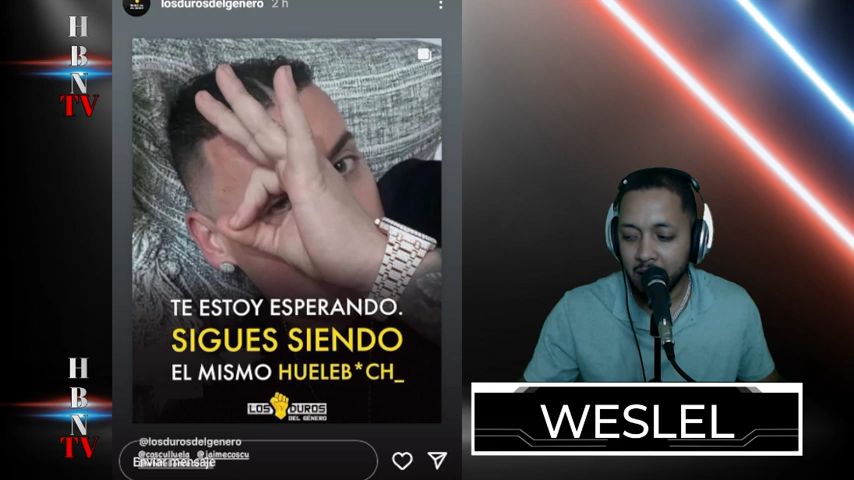 H
B
N
TV
losdurosdelgenero 2 h
TE ESTOY ESPERANDO.
SIGUES SIENDO
EL MISMO HUELEB*CH_
LOS DUROS
DEL GÉNERO
@losdurosdelgenero
@cosculluela @jaimecoscu
Enviar mensaje
H
B
N
TV
WESLEL